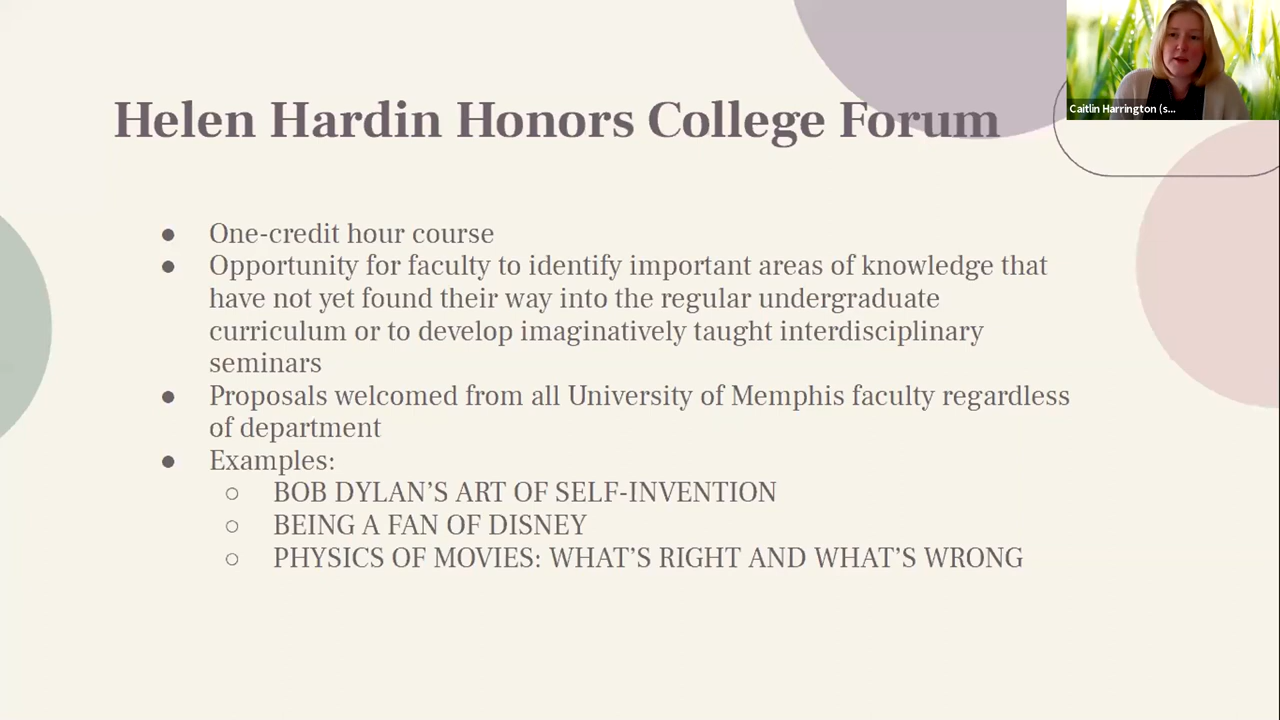 Helen Hardin Honors College Forum
Caitlin Harrington (s...
● One-credit hour course
● Opportunity for faculty to identify important areas of knowledge that
have not yet found their way into the regular undergraduate
curriculum or to develop imaginatively taught interdisciplinary
seminars
● Proposals welcomed from all University of Memphis faculty regardless
of department
● Examples:
○ BOB DYLAN’S ART OF SELF-INVENTION
○ BEING A FAN OF DISNEY
○ PHYSICS OF MOVIES: WHAT’S RIGHT AND WHAT’S WRONG